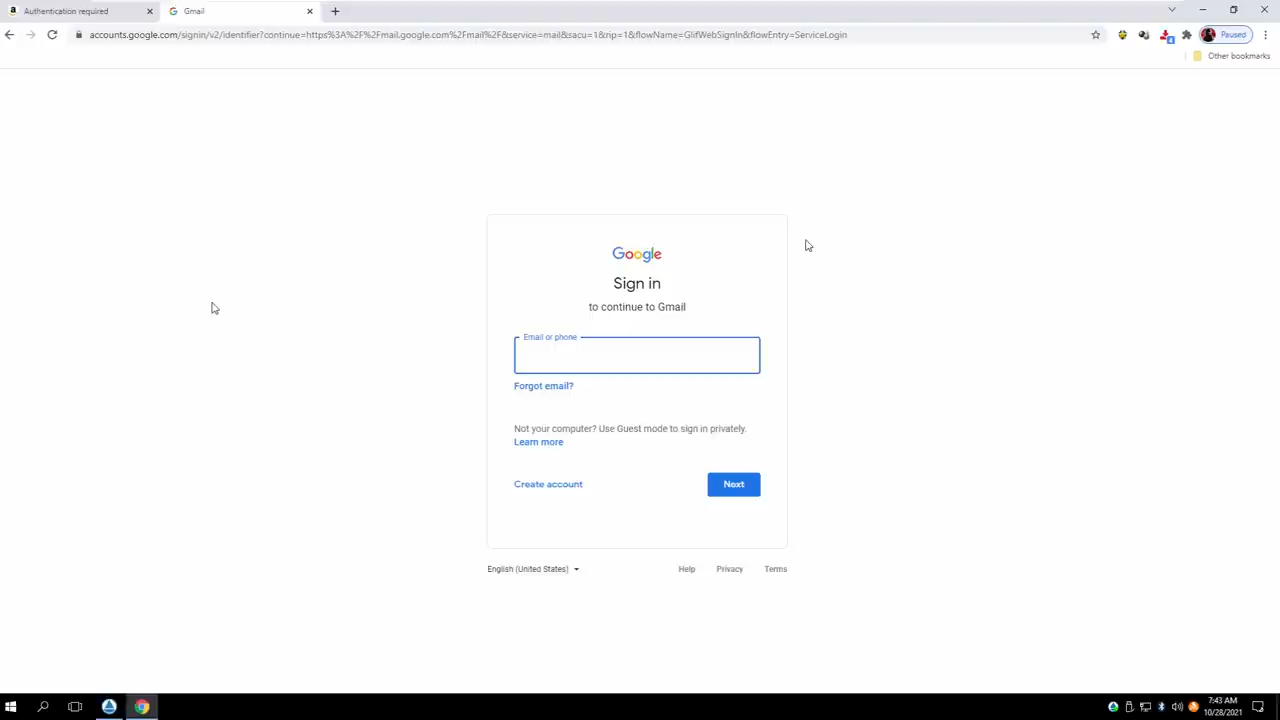 Authentication required
Gmail
accounts.google.com/signin/v2/identifier?continue=https%3A%2F%2Fmail.google.com%2Fmail%2F&service=mail&sacu=1&rip=1&flowName=GlifWebSignIn&flowEntry=ServiceLogin
4
Paused
Other bookmarks
Google
Sign in
to continue to Gmail
Email or phone
Forgot email?
Not your computer? Use Guest mode to sign in privately.
Learn more
Create account
Next
English (United States)
Help
Privacy
Terms
7:43 AM
10/28/2021